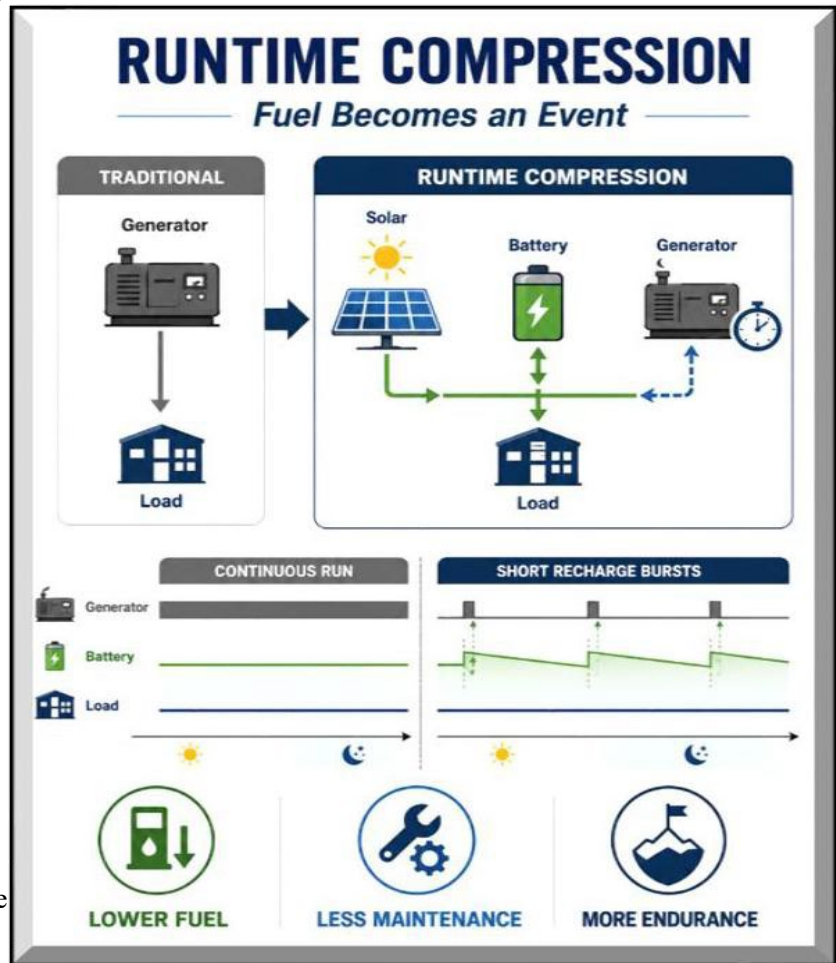 RUNTIME COMPRESSION
Fuel Becomes an Event
TRADITIONAL
Generator
Load
RUNTIME COMPRESSION
Solar
Battery
Generator
Load
CONTINUOUS RUN
SHORT RECHARGE BURSTS
Generator
Battery
Load
e
LOWER FUEL
LESS MAINTENANCE
MORE ENDURANCE